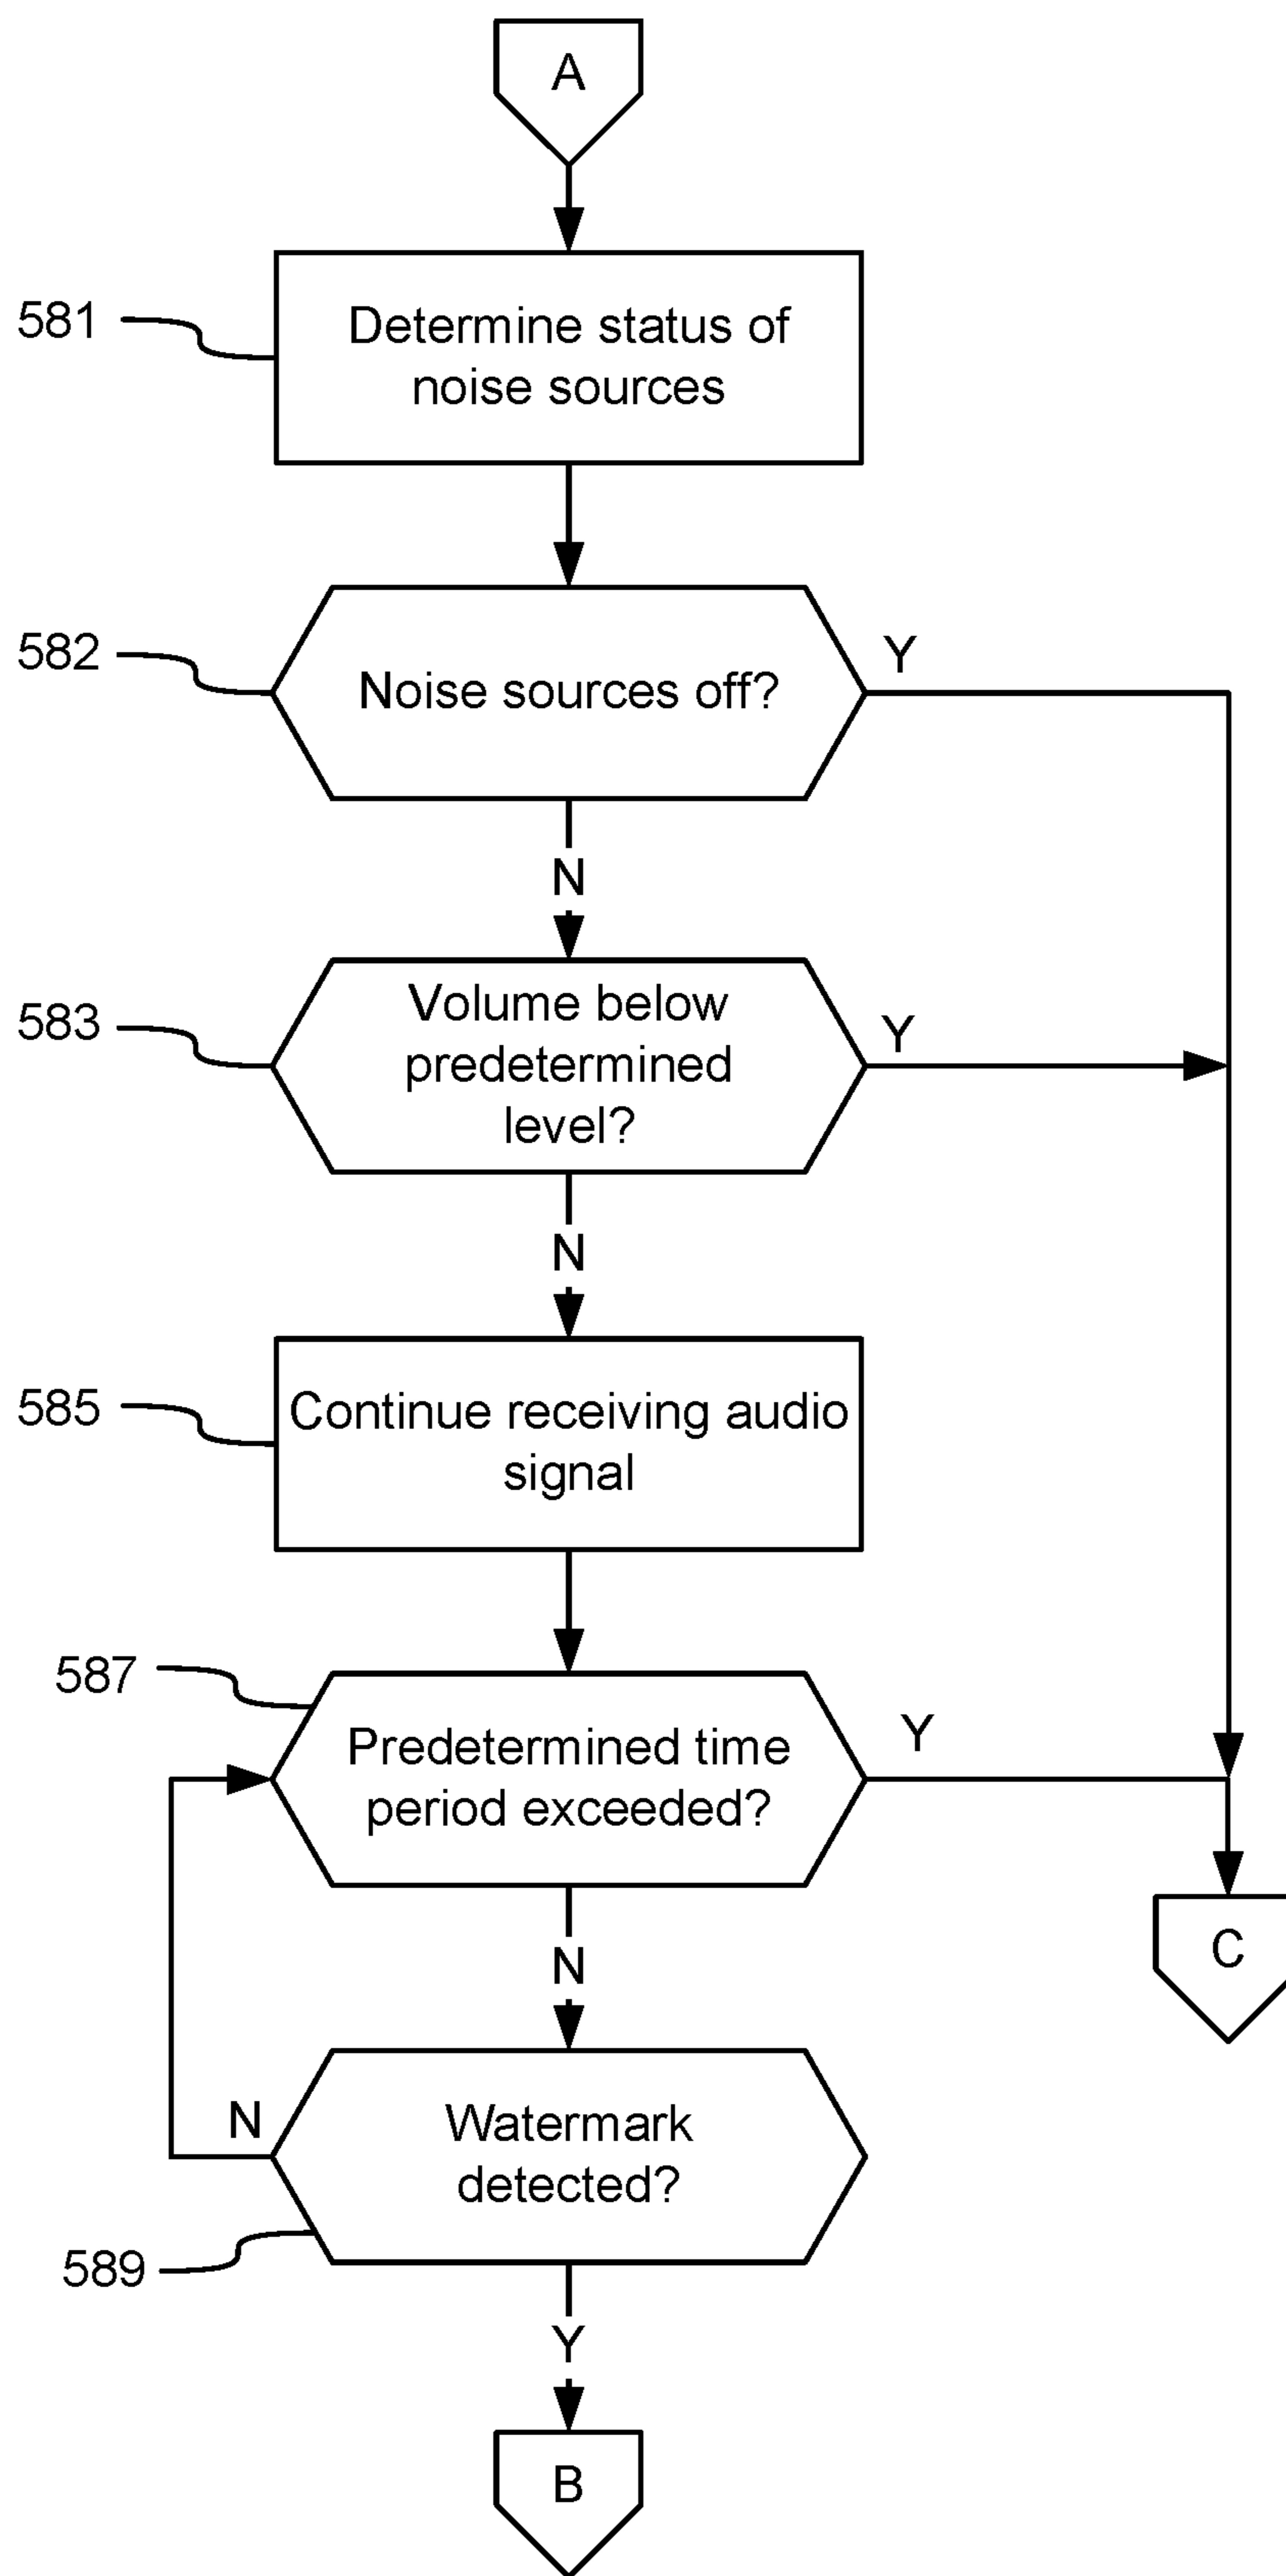 A
581
Determine status of
noise sources
582
Noise sources off?
Y
N
583
Volume below
predetermined
level?
Y
N
585
Continue receiving audio
signal
587
Predetermined time
period exceeded?
Y
N
C
589
Watermark
detected?
N
Y
B